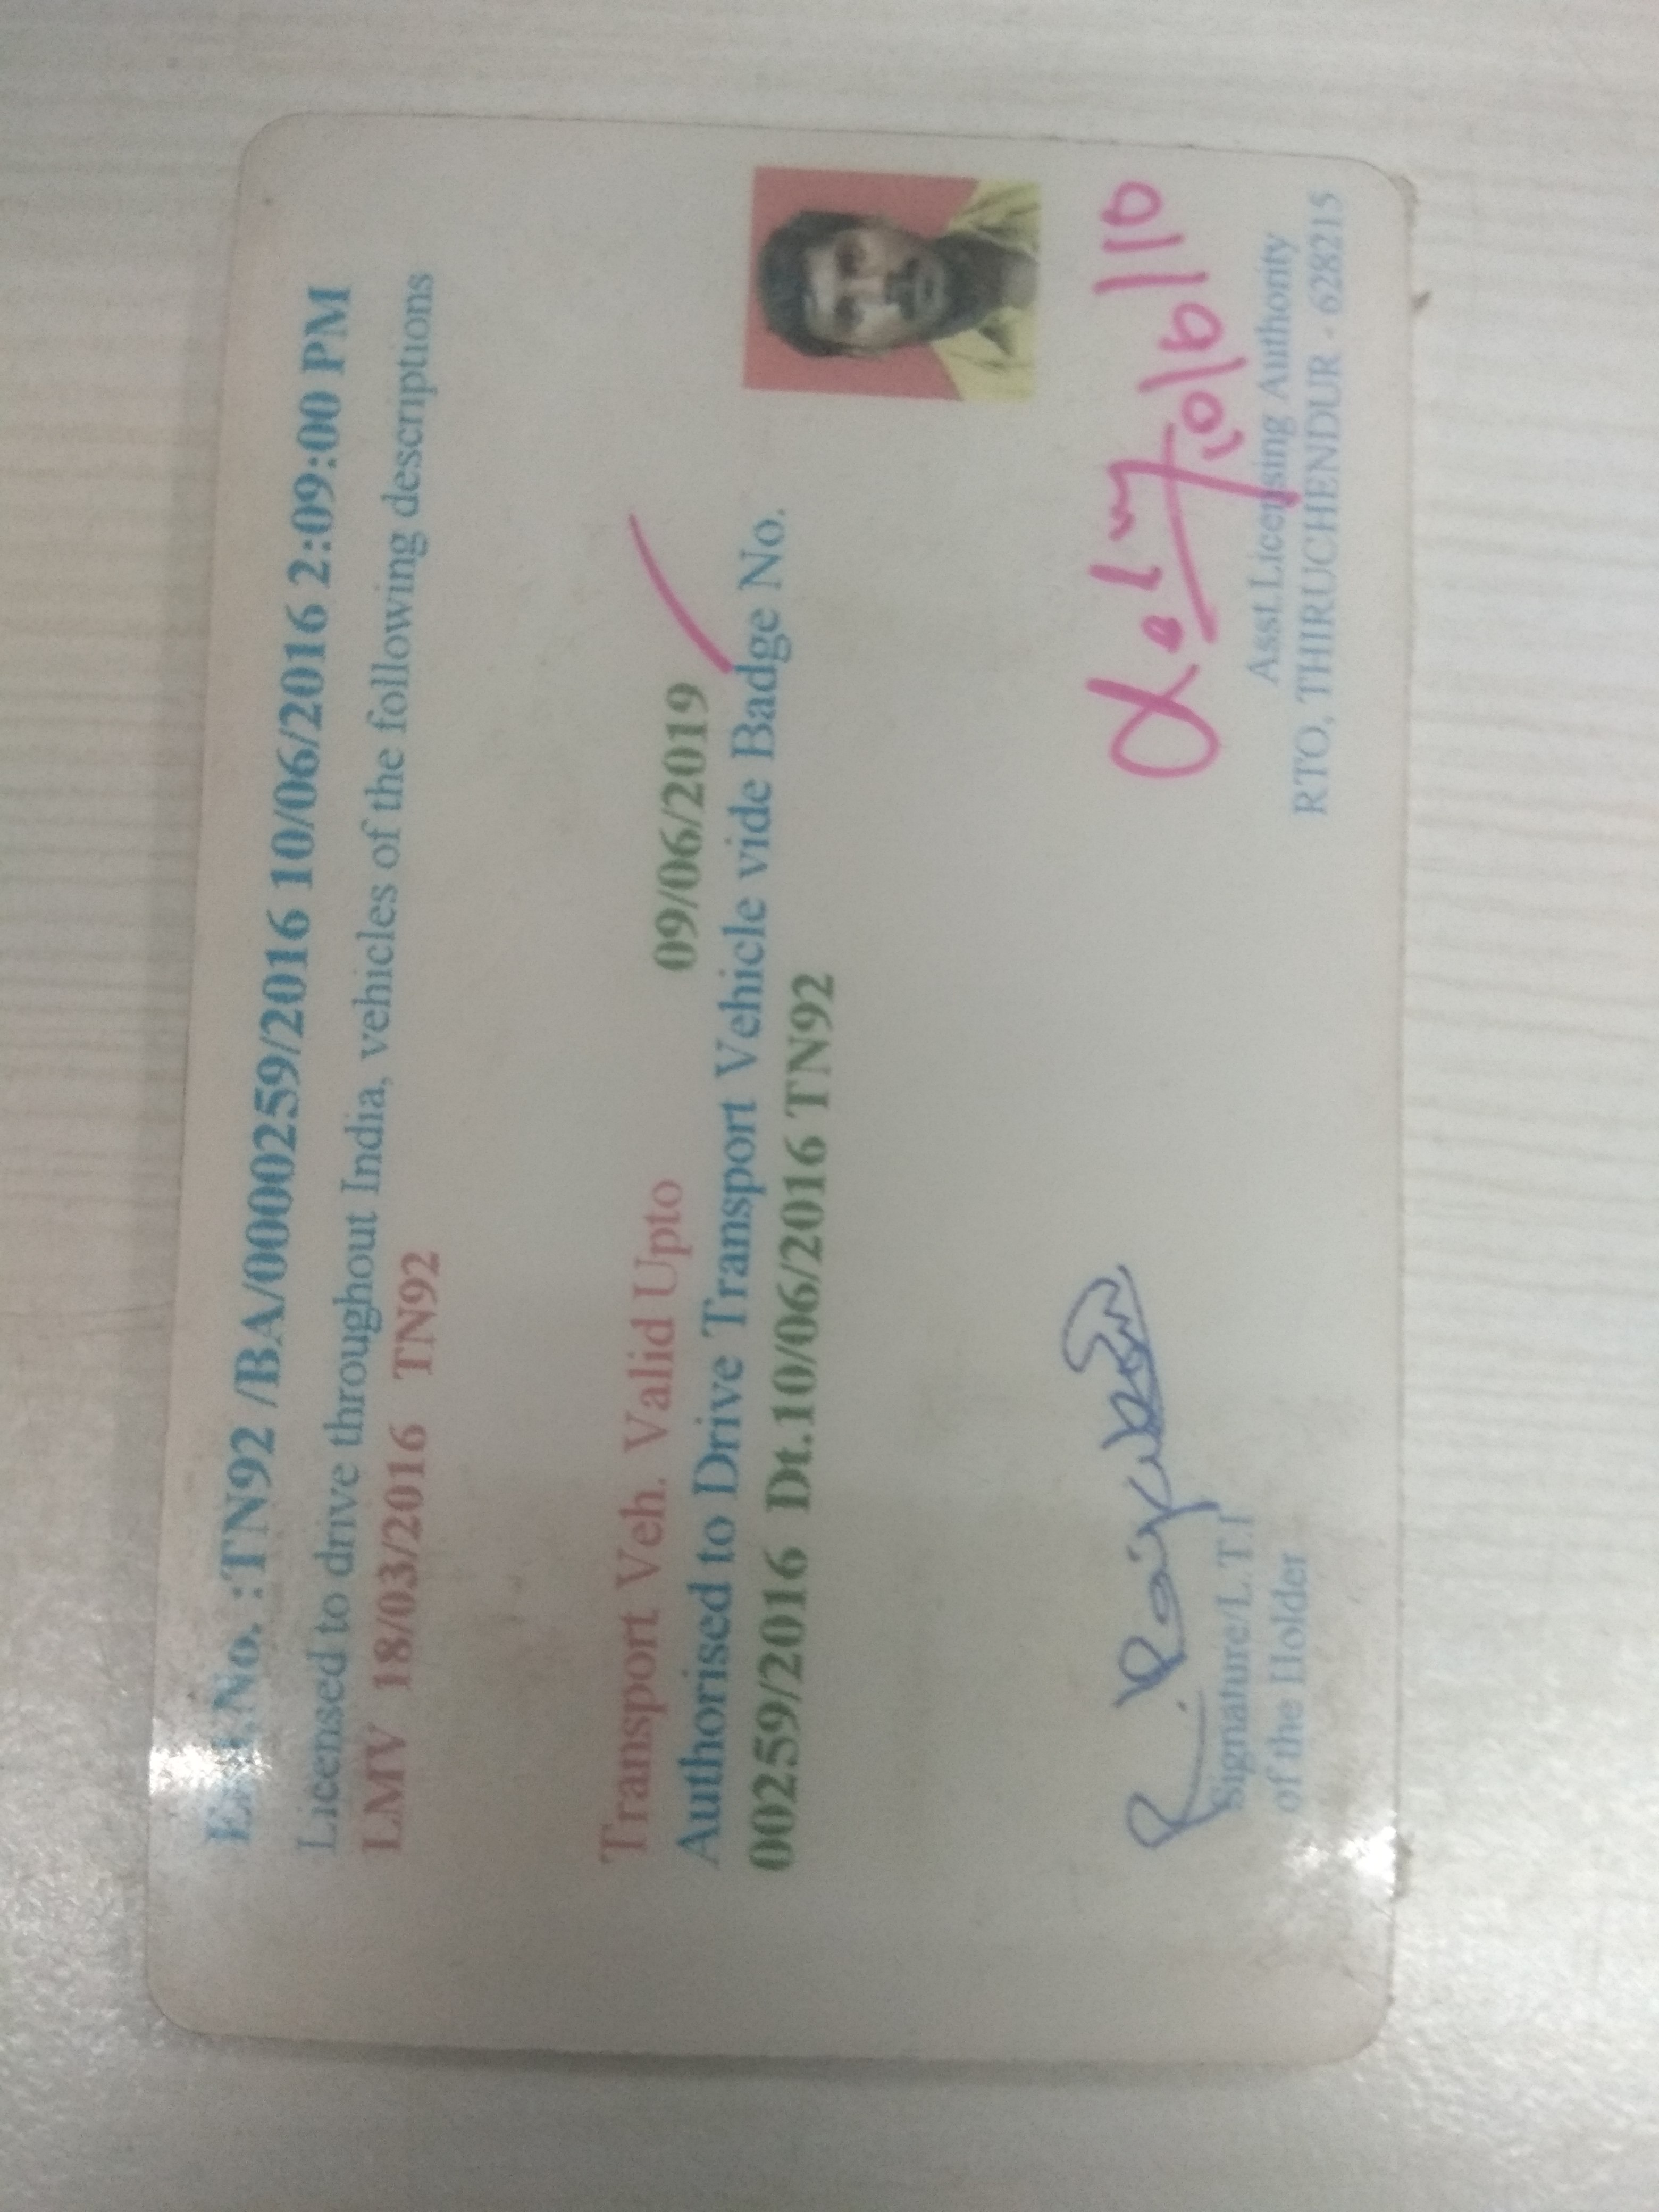 End.No. :TN92 /BA/0000259/2016 10/06/2016 2:09:00 PM
Licensed to drive throughout India, vehicles of the following descriptions
LMV 18/03/2016 TN92
Transport Veh. Valid Upto 09/06/2019
Authorised to Drive Transport Vehicle vide Badge No.
00259/2016 Dt.10/06/2016 TN92
Signature/L.T.I
of the Holder
Asst.Licensing Authority
RTO, THIRUCHENDUR - 628215